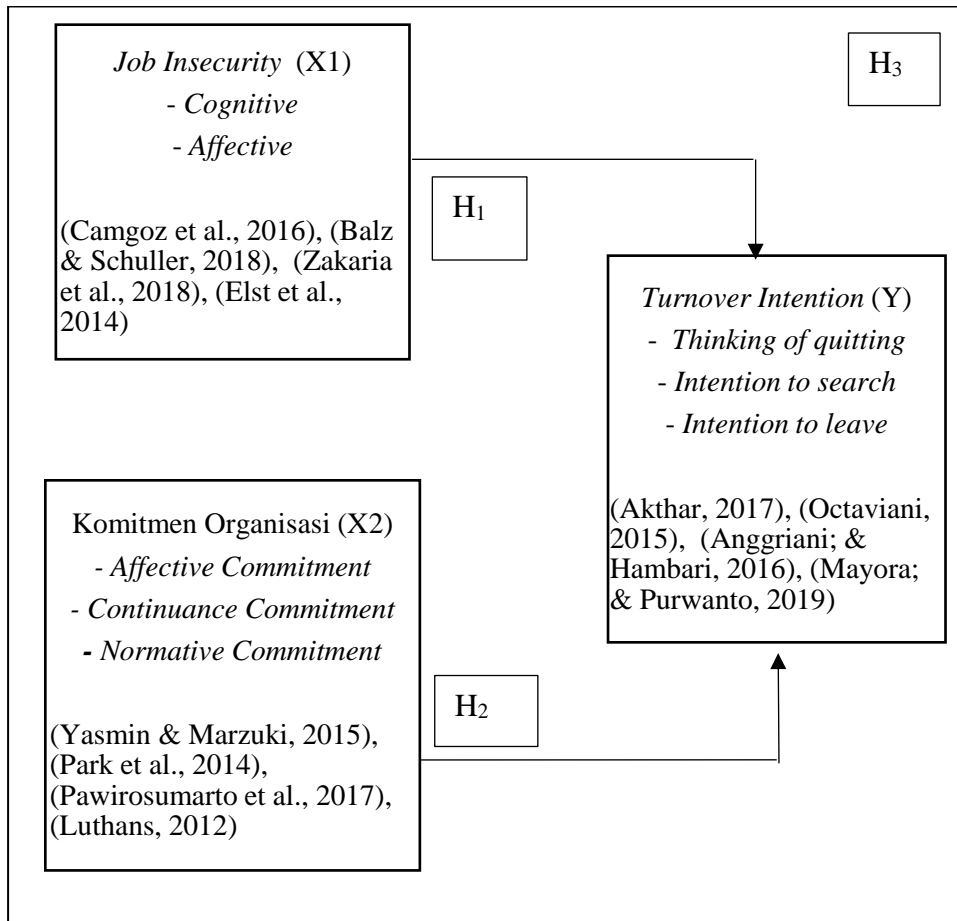 Job Insecurity (X1)
- Cognitive
- Affective
(Camgoz et al., 2016), (Balz
& Schuller, 2018), (Zakaria
et al., 2018), (Elst et al.,
2014)
H₃
H₁
Turnover Intention (Y)
- Thinking of quitting
- Intention to search
- Intention to leave
(Akthar, 2017), (Octaviani,
2015), (Anggriani; &
Hambari, 2016), (Mayora;
& Purwanto, 2019)
Komitmen Organisasi (X2)
- Affective Commitment
- Continuance Commitment
- Normative Commitment
(Yasmin & Marzuki, 2015),
(Park et al., 2014),
(Pawirosumarto et al., 2017),
(Luthans, 2012)
H₂